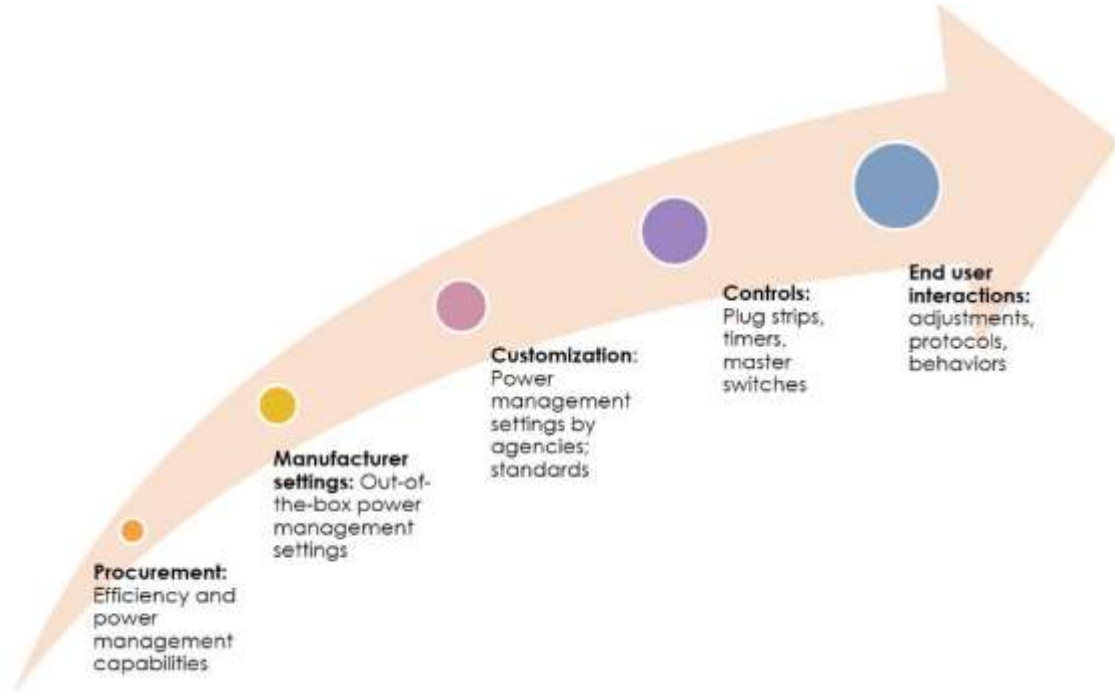 Procurement:
Efficiency and
power
management
capabilities
Manufacturer
settings: Out-of-
the-box power
management
settings
Customization:
Power
management
settings by
agencies;
standards
Controls:
Plug strips,
timers,
master
switches
End user
interactions:
adjustments,
protocols,
behaviors